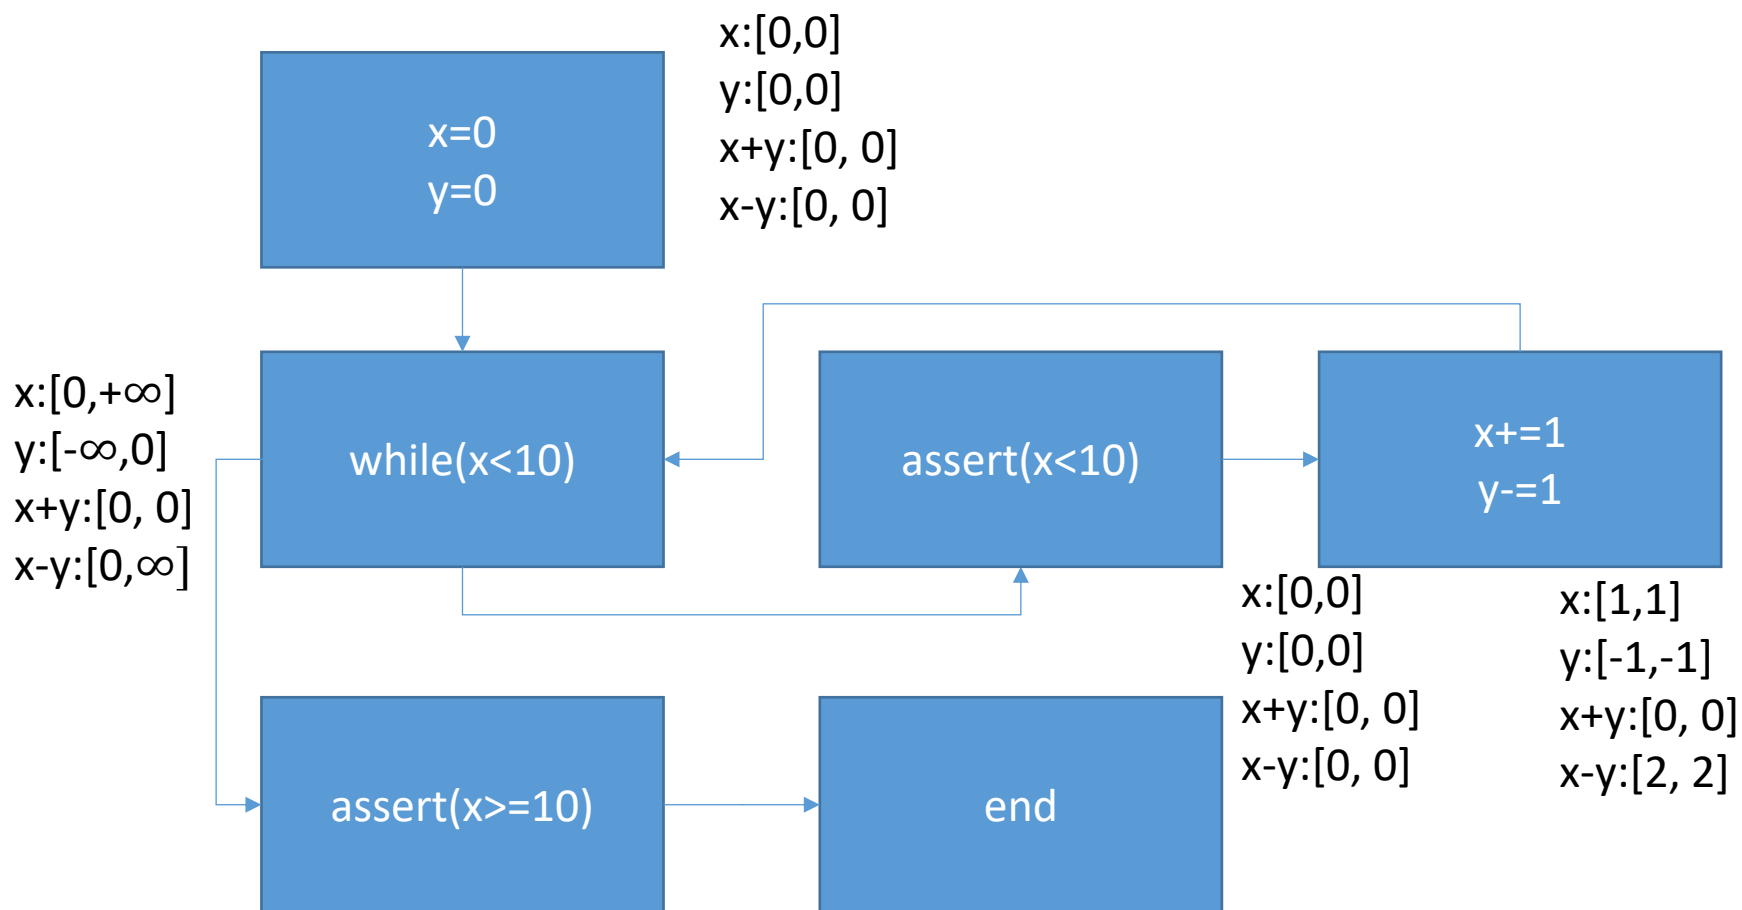 x=0
y=0
x:[0,0]
y:[0,0]
x+y:[0, 0]
x-y:[0, 0]
x:[0,+∞]
y:[-∞,0]
x+y:[0, 0]
x-y:[0,∞]
while(x<10)
assert(x<10)
x+=1
y-=1
x:[0,0]
y:[0,0]
x+y:[0, 0]
x-y:[0, 0]
x:[1,1]
y:[-1,-1]
x+y:[0, 0]
x-y:[2, 2]
assert(x>=10)
end